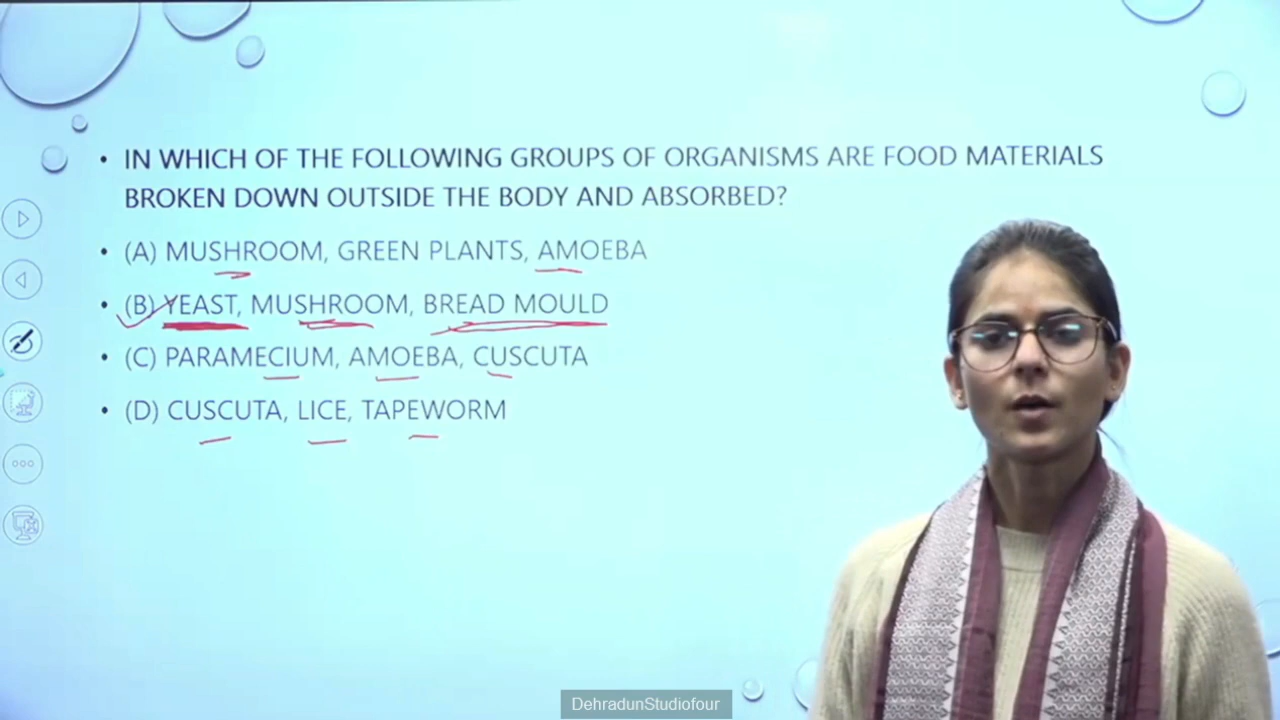 • IN WHICH OF THE FOLLOWING GROUPS OF ORGANISMS ARE FOOD MATERIALS
BROKEN DOWN OUTSIDE THE BODY AND ABSORBED?
• (A) MUSHROOM, GREEN PLANTS, AMOEBA
• (B) YEAST, MUSHROOM, BREAD MOULD
• (C) PARAMECIUM, AMOEBA, CUSCUTA
• (D) CUSCUTA, LICE, TAPEWORM
DehradunStudiofour